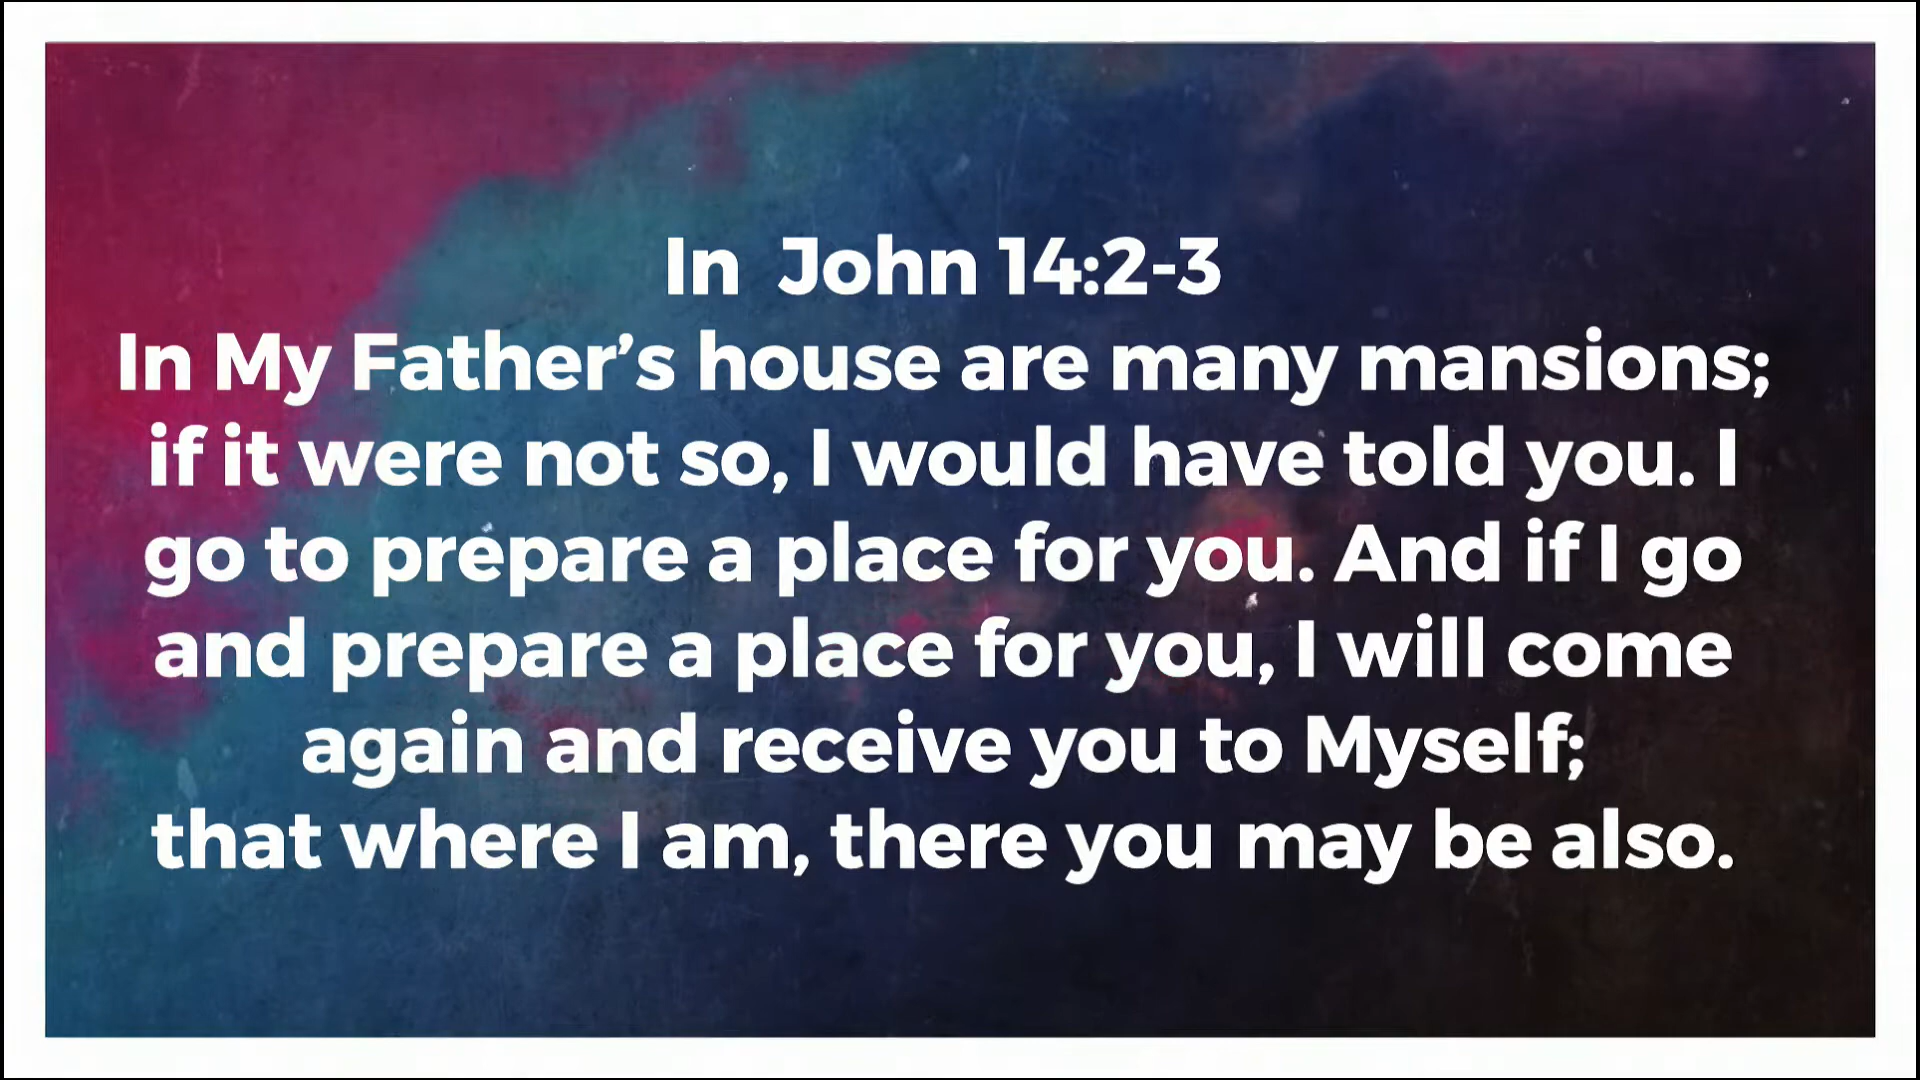 In  John 14:2-3
In My Father’s house are many mansions;
if it were not so, I would have told you. I
go to prepare a place for you. And if I go
and prepare a place for you, I will come
again and receive you to Myself;
that where I am, there you may be also.